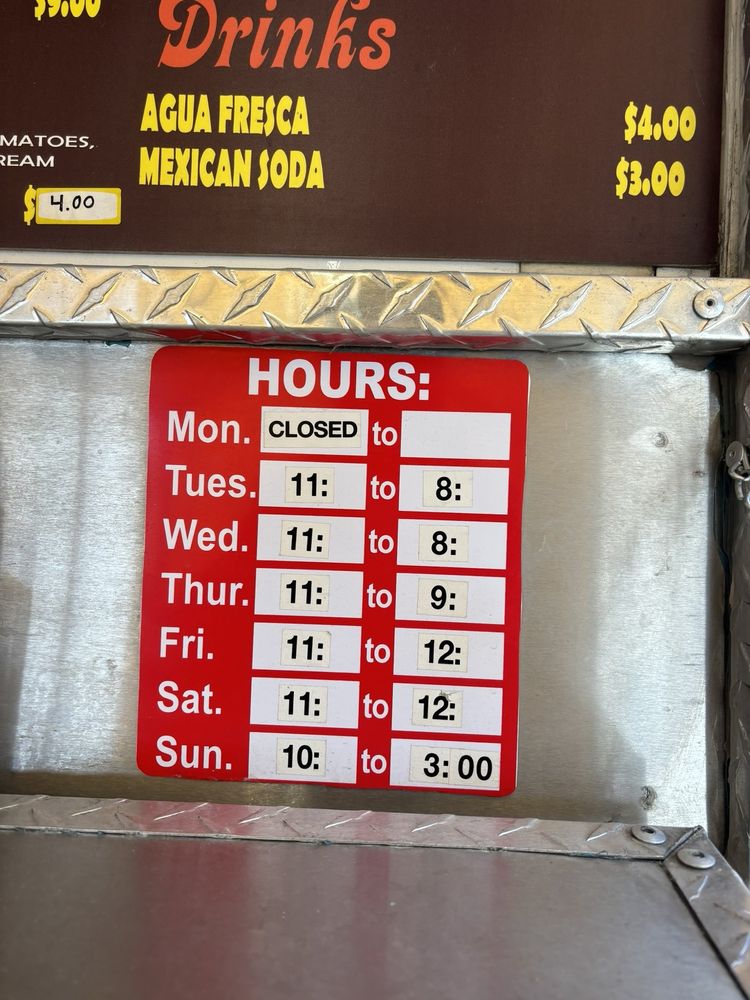 $9.00
Drinks
AGUA FRESCA $4.00
MEXICAN SODA $3.00
MATOES,
REAM
$4.00
HOURS:
Mon. CLOSED to
Tues. 11: to 8:
Wed. 11: to 8:
Thur. 11: to 9:
Fri. 11: to 12:
Sat. 11: to 12:
Sun. 10: to 3:00